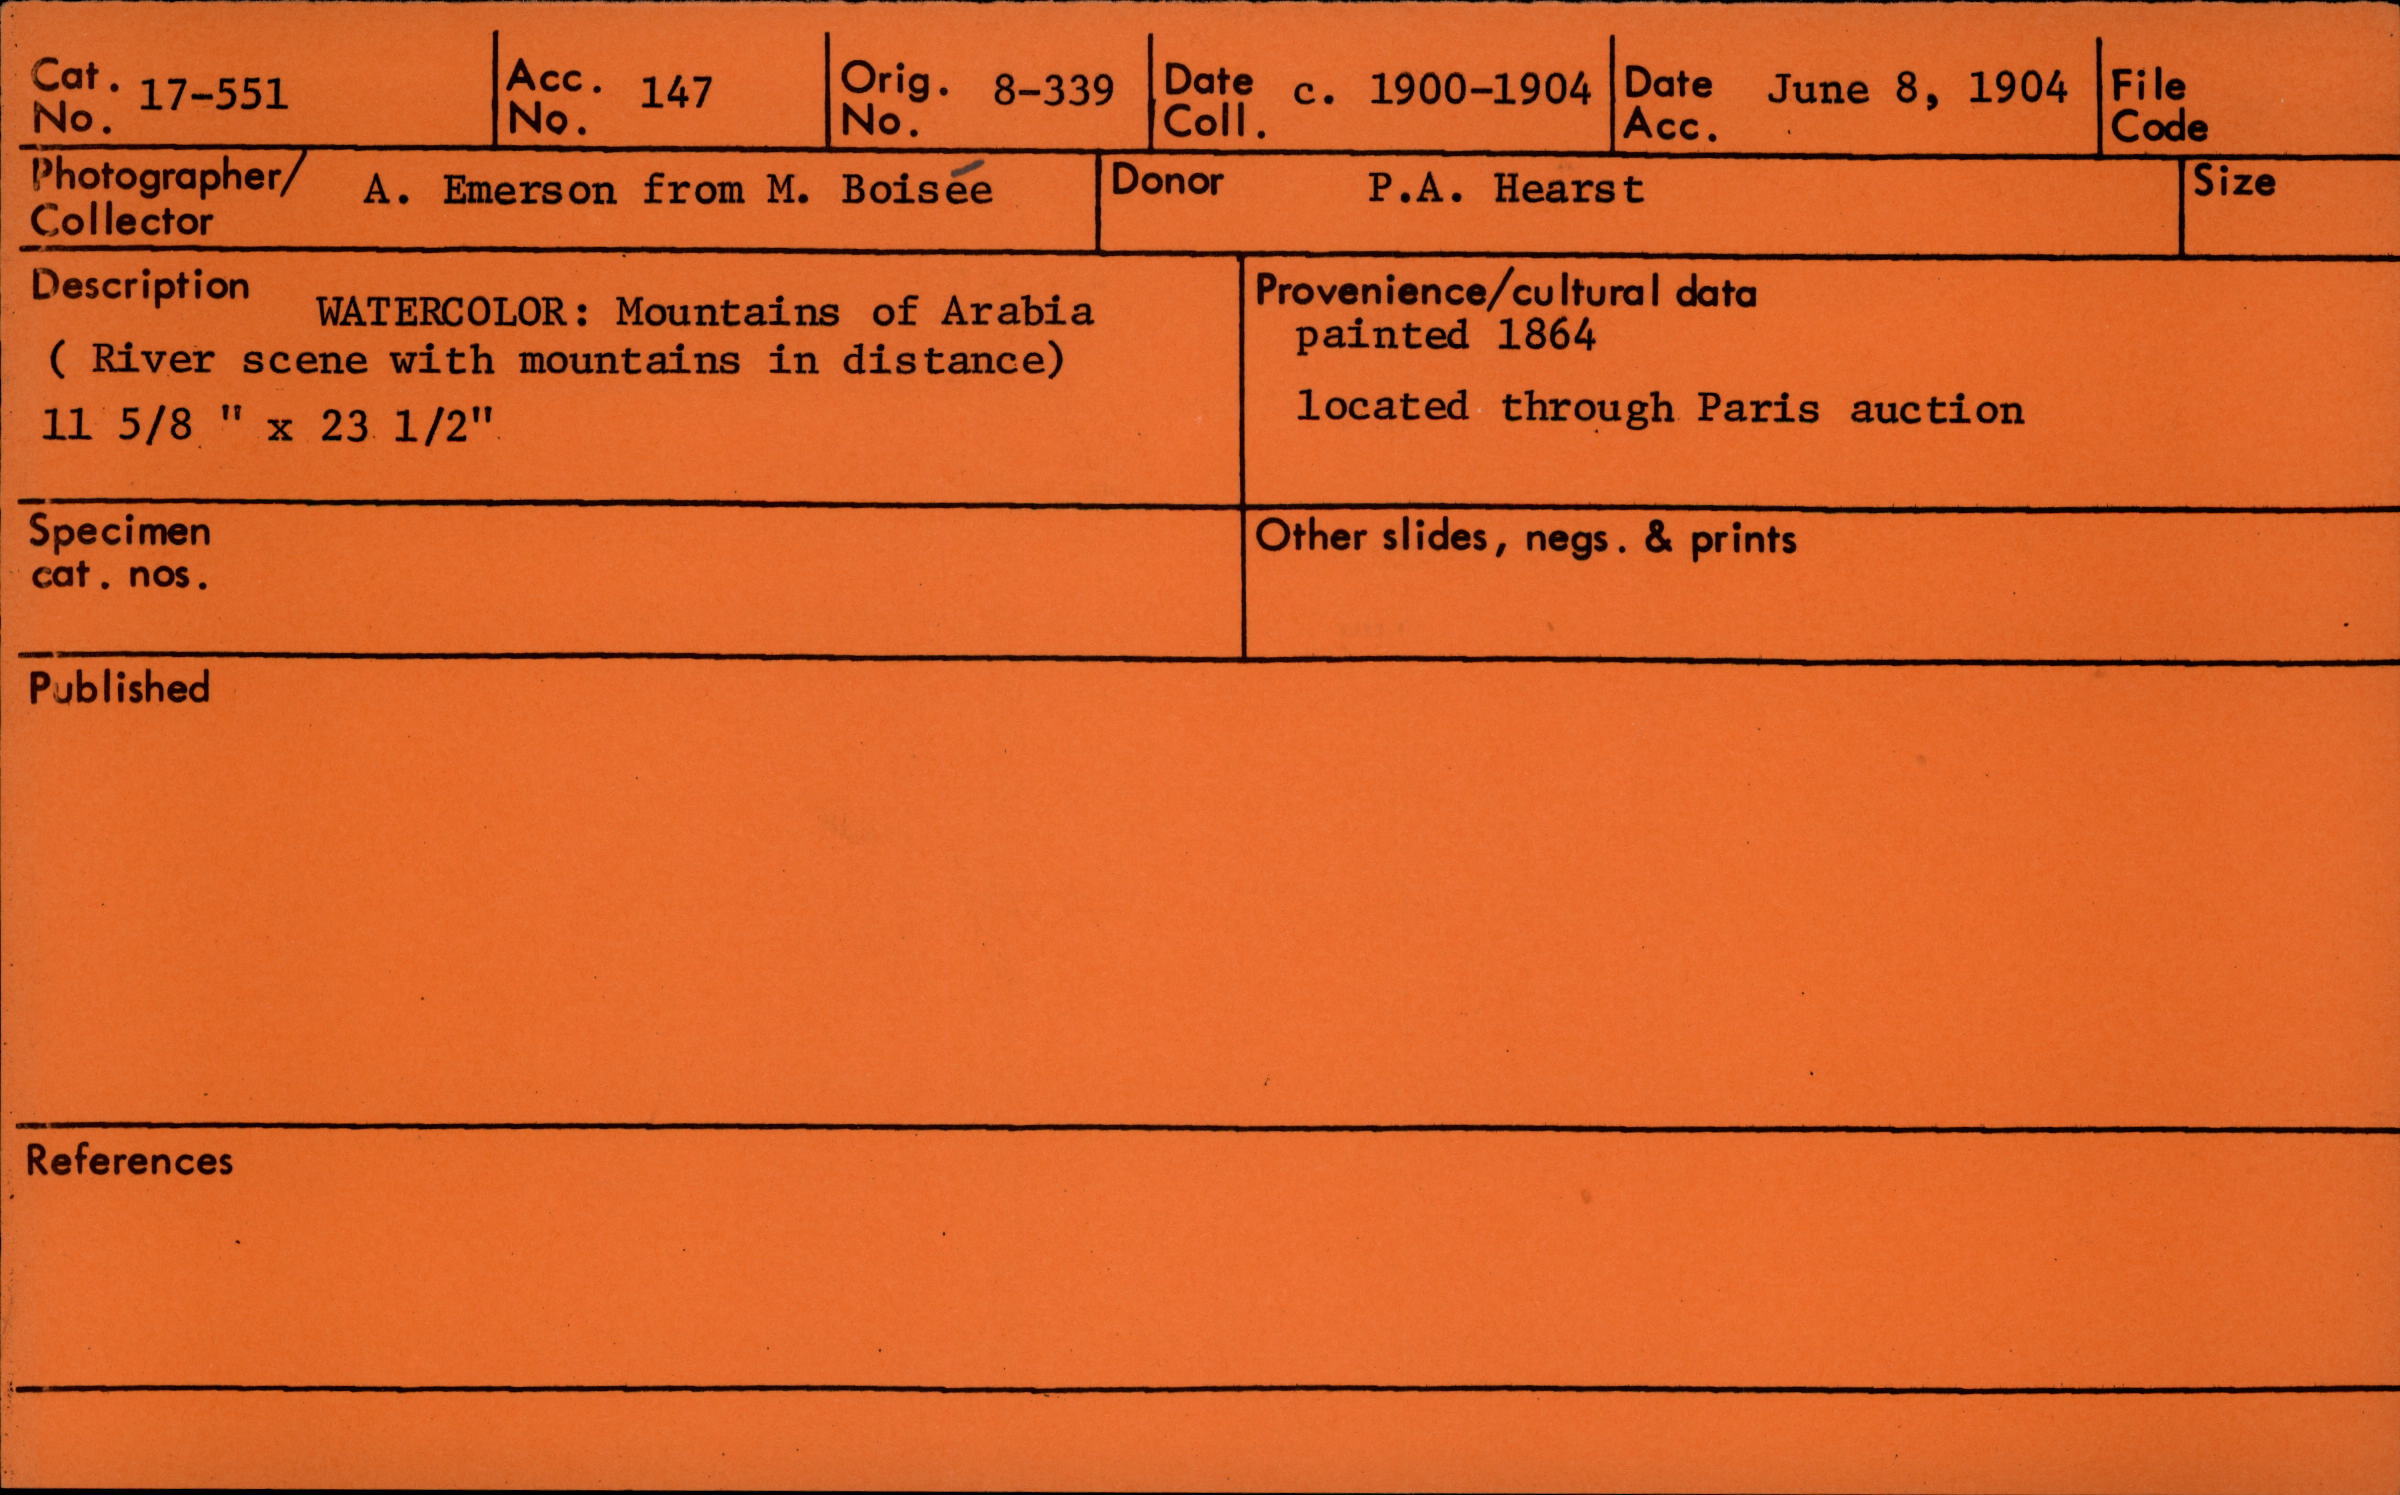 Cat. No. 17-551
Acc. No. 147
Orig. No. 8-339
Date Coll. c. 1900-1904
Date Acc. June 8, 1904
File Code
Photographer/ Collector A. Emerson from M. Boisée
Donor P.A. Hearst
Size
Description WATERCOLOR: Mountains of Arabia
( River scene with mountains in distance)
11 5/8 " x 23 1/2"
Provenience/cultural data
painted 1864
located through Paris auction
Specimen
cat. nos.
Other slides, negs. & prints
Published
References